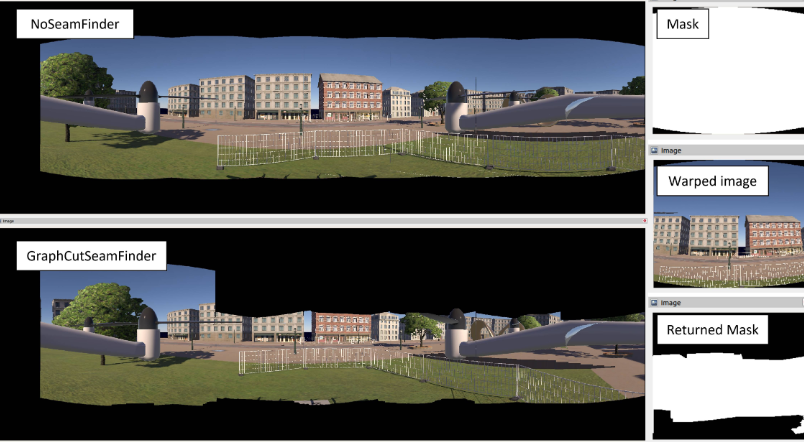 NoSeamFinder
Mask
Image
Warped image
Image
GraphCutSeamFinder
Image
Returned Mask